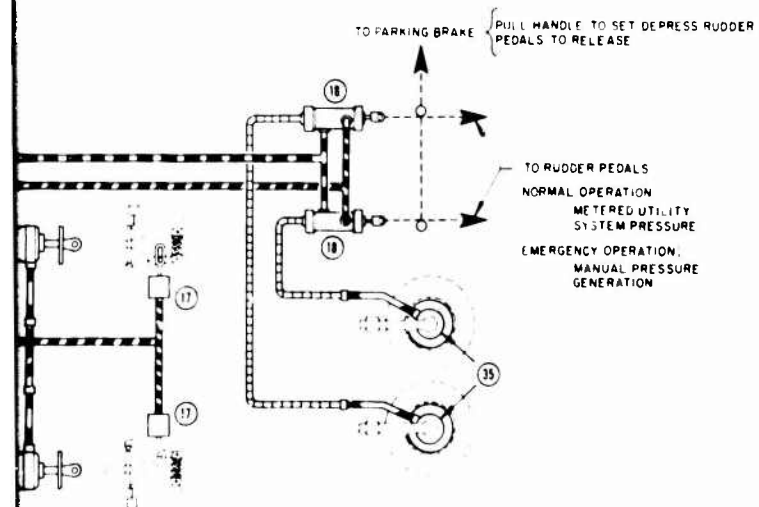 TO PARKING BRAKE
PULL HANDLE TO SET DEPRESS RUDDER
PEDALS TO RELEASE
18
TO RUDDER PEDALS
NORMAL OPERATION
METERED UTILITY
SYSTEM PRESSURE
18
EMERGENCY OPERATION:
MANUAL PRESSURE
GENERATION
17
35
17